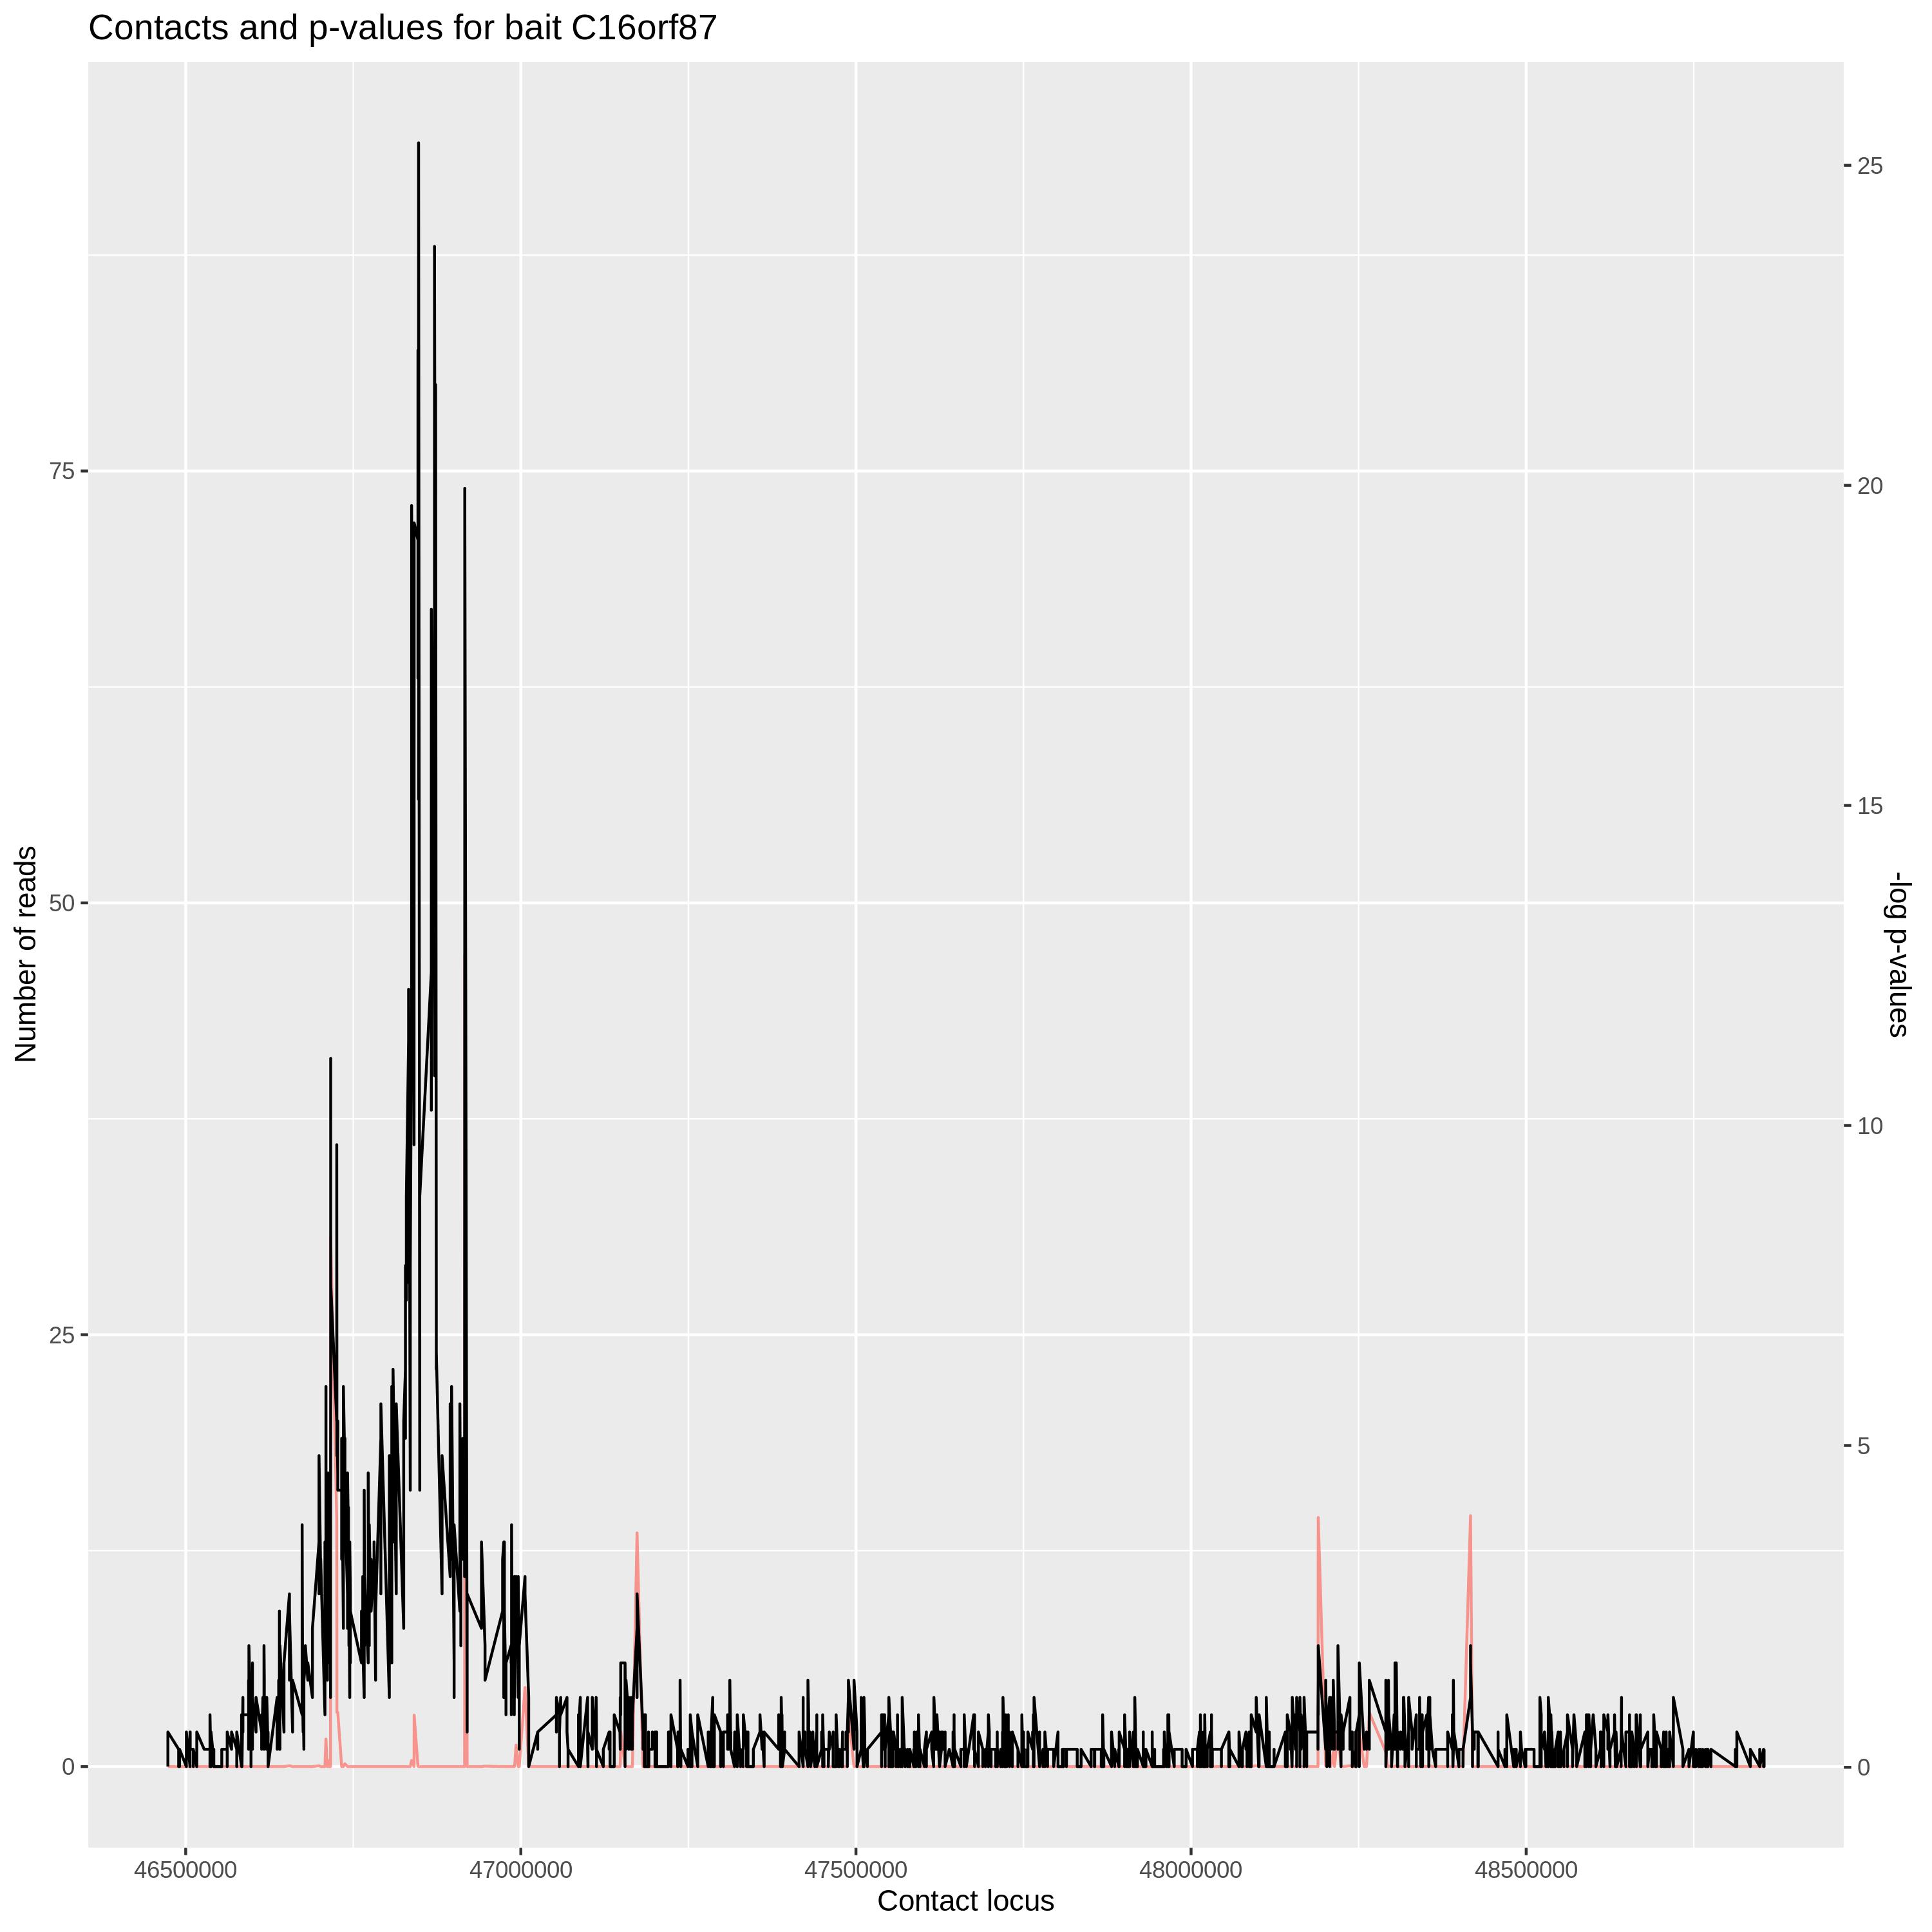 Contacts and p-values for bait C16orf87
Number of reads
75
50
25
0
25
20
15
10
5
0
-log p-values
46500000 47000000 47500000 48000000 48500000
Contact locus